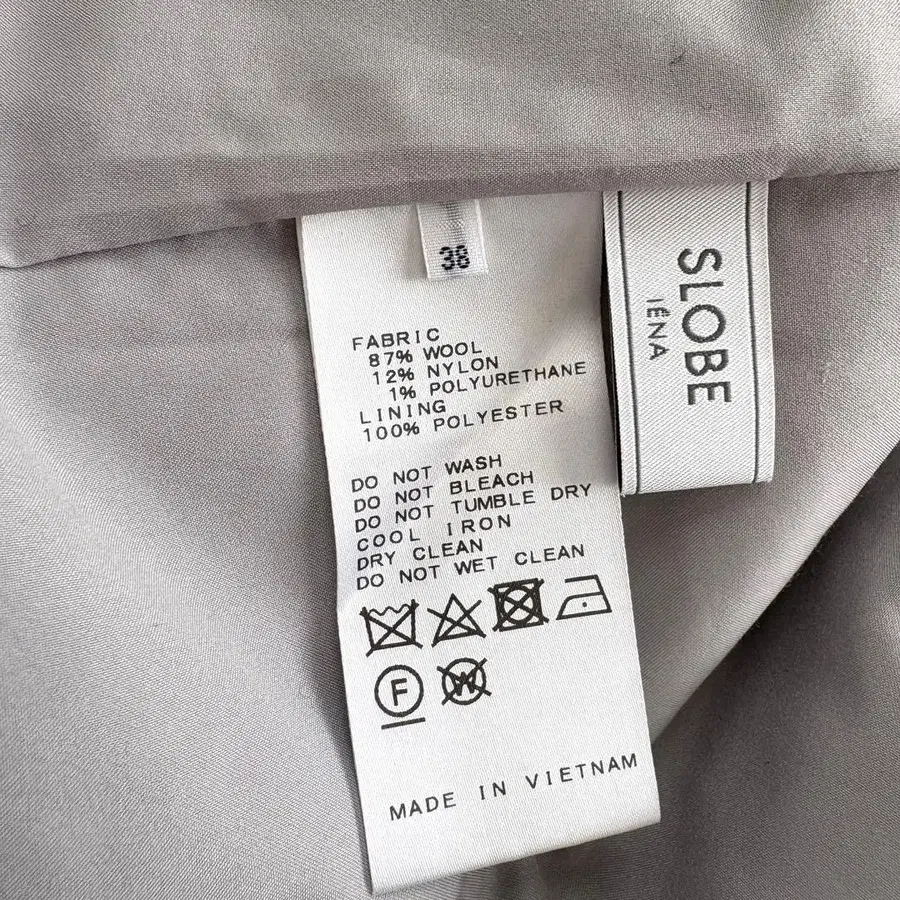 38
FABRIC
87% WOOL
12% NYLON
1% POLYURETHANE
LINING
100% POLYESTER
DO NOT WASH
DO NOT BLEACH
DO NOT TUMBLE DRY
COOL IRON
DRY CLEAN
DO NOT WET CLEAN
F W
MADE IN VIETNAM
SLOBE
IÉNA